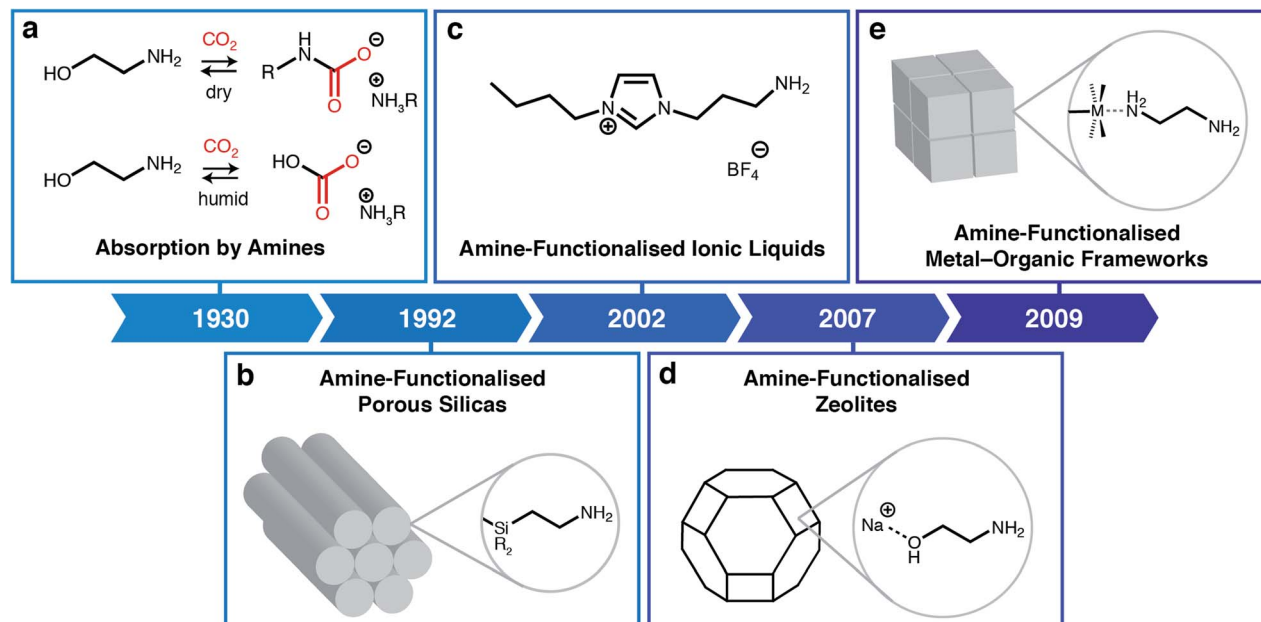 a
HO
NH2
CO2
dry
R
H
N
O
⊖
O
⊕
NH3R
HO
NH2
CO2
humid
HO
O
⊖
O
⊕
NH3R
Absorption by Amines
c
N
⊕
N
NH2
⊖
BF4
Amine-Functionalised Ionic Liquids
e
M
H2
N
NH2
Amine-Functionalised
Metal–Organic Frameworks
1930
1992
2002
2007
2009
b
Amine-Functionalised
Porous Silicas
Si
R2
NH2
d
Amine-Functionalised
Zeolites
⊕
Na
O
H
NH2